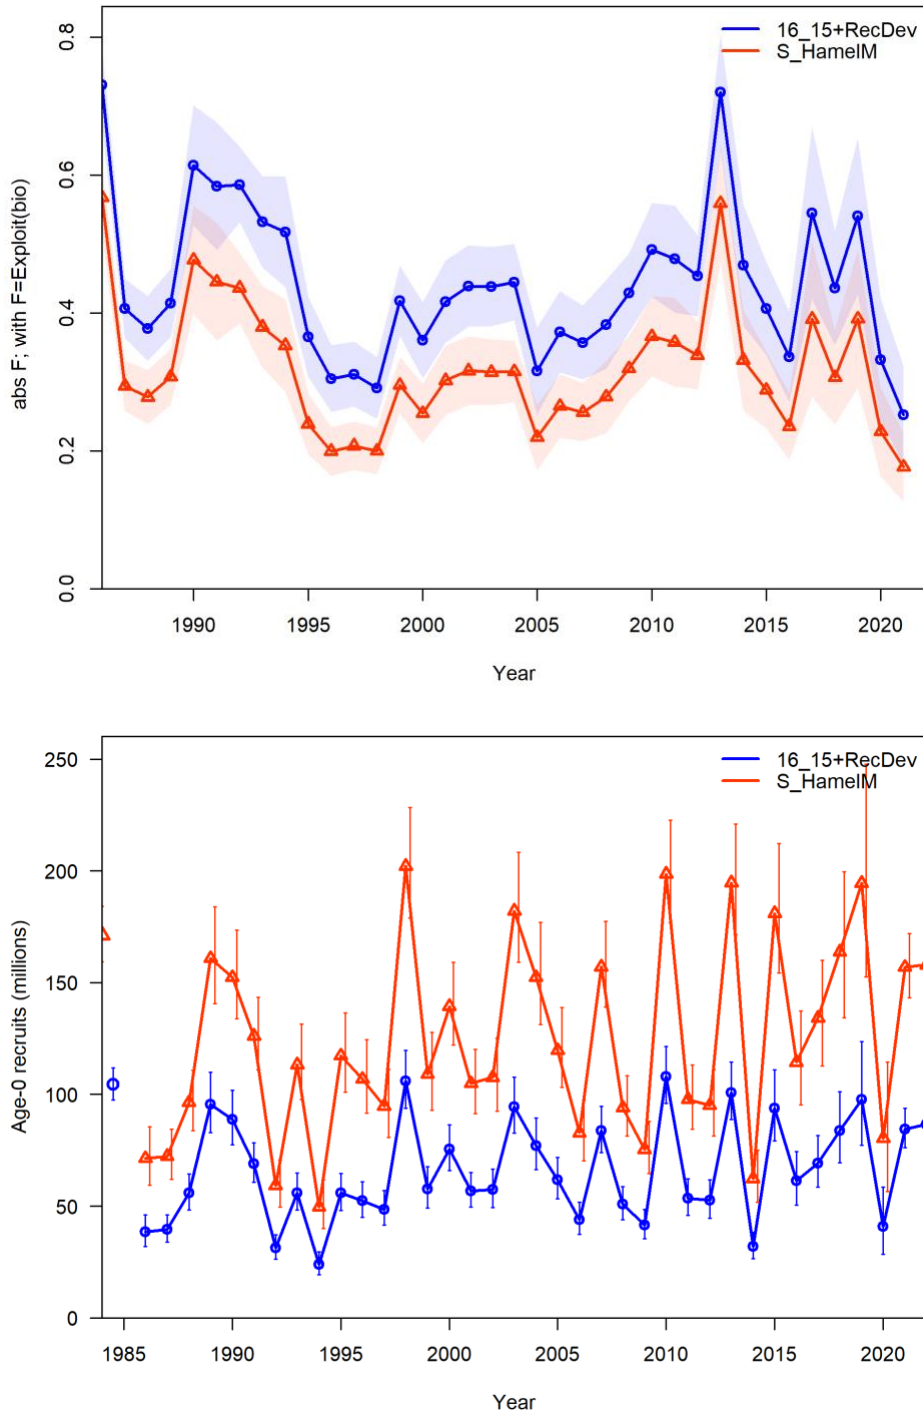 16_15+RecDev
S_HamelM
abs F; with F=Exploit(bio)
0.8
0.6
0.4
0.2
0.0
1990 1995 2000 2005 2010 2015 2020
Year
16_15+RecDev
S_HamelM
Age-0 recruits (millions)
250
200
150
100
50
0
1985 1990 1995 2000 2005 2010 2015 2020
Year